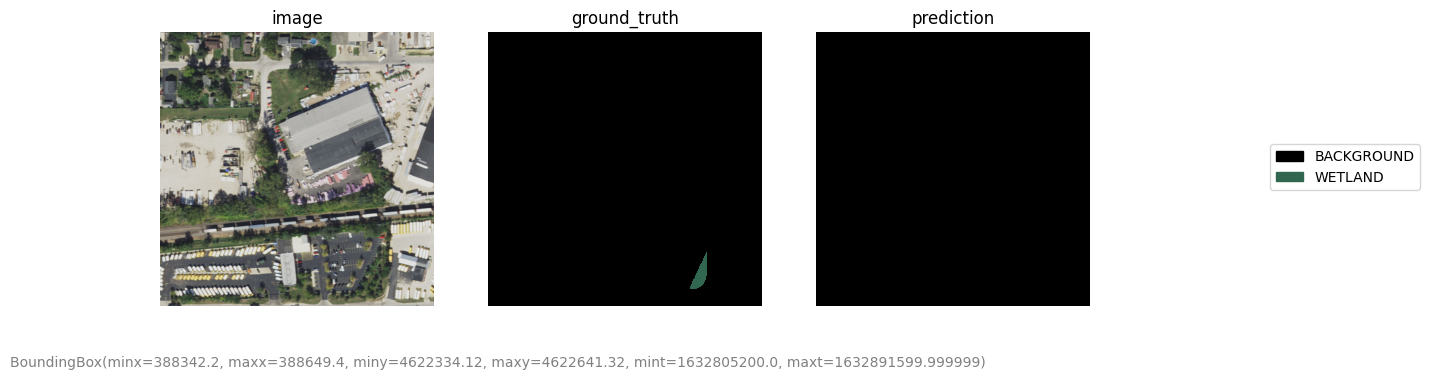 image
ground_truth
prediction
BACKGROUND
WETLAND
BoundingBox(minx=388342.2, maxx=388649.4, miny=4622334.12, maxy=4622641.32, mint=1632805200.0, maxt=1632891599.999999)